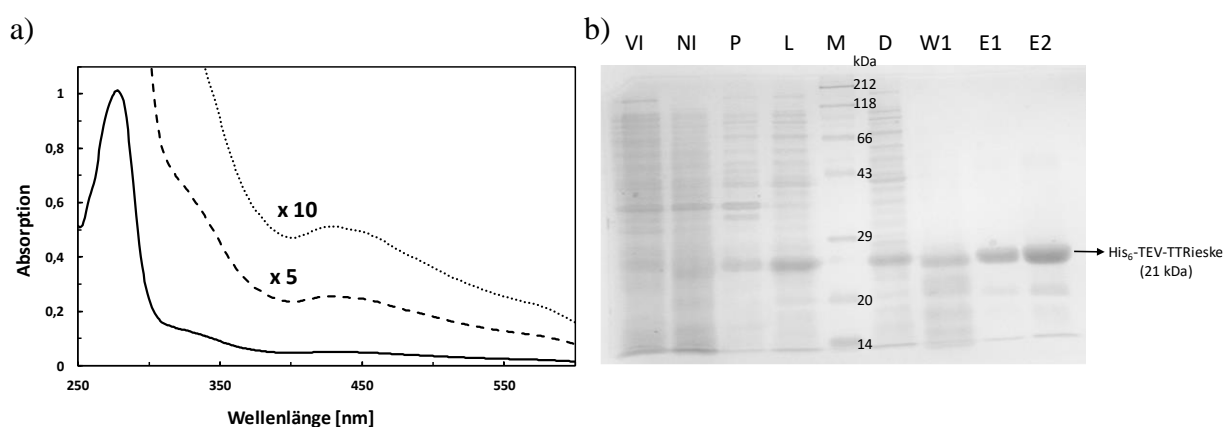 a)
Absorption
1
0,8
0,6
0,4
0,2
0
x 10
x 5
250 350 450 550
Wellenlänge [nm]
b)
VI NI P L M D W1 E1 E2
kDa
212
118
66
43
29
20
14
His₆-TEV-TTRieske
(21 kDa)